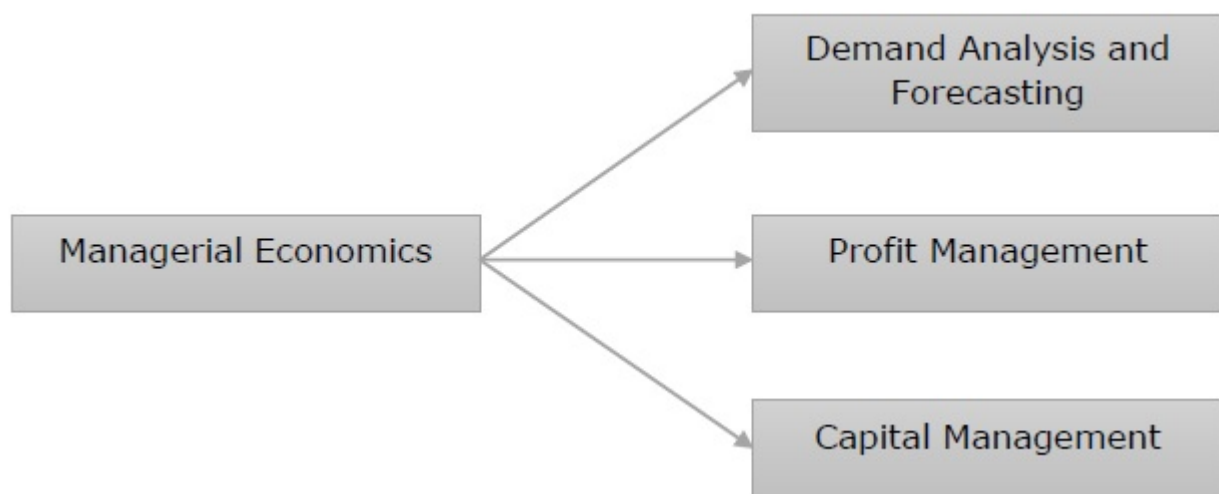 Demand Analysis and
Forecasting
Managerial Economics
Profit Management
Capital Management